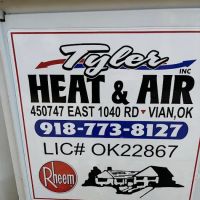 Tyler
INC
HEAT & AIR
450747 EAST 1040 RD ▾ VIAN, OK
918-773-8127
LIC# OK22867
Rheem